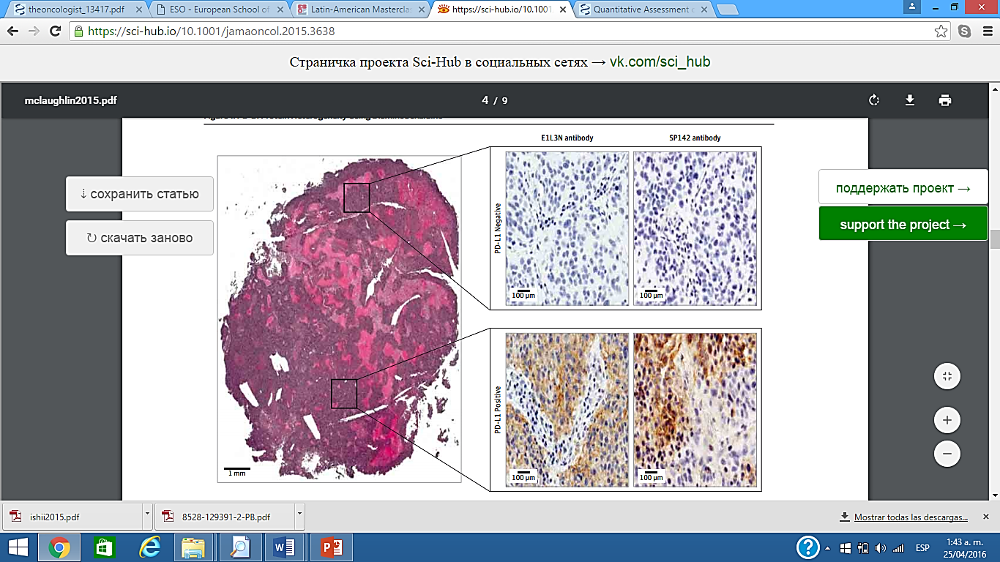 theoncologist_13417.pdf
ESO - European School of
Latin-American Masterclas
https://sci-hub.io/10.1001
Quantitative Assessment o
https://sci-hub.io/10.1001/jamaoncol.2015.3638
Страничка проекта Sci-Hub в социальных сетях → vk.com/sci_hub
mclaughlin2015.pdf
4 / 9
E1L3N antibody
SP142 antibody
⇣ сохранить статью
↻ скачать заново
поддержать проект →
support the project →
PD-L1 Negative
100 µm
100 µm
PD-L1 Positive
100 µm
100 µm
1 mm
ishii2015.pdf
8528-129391-2-PB.pdf
Mostrar todas las descargas...
ESP
1:43 a. m.
25/04/2016